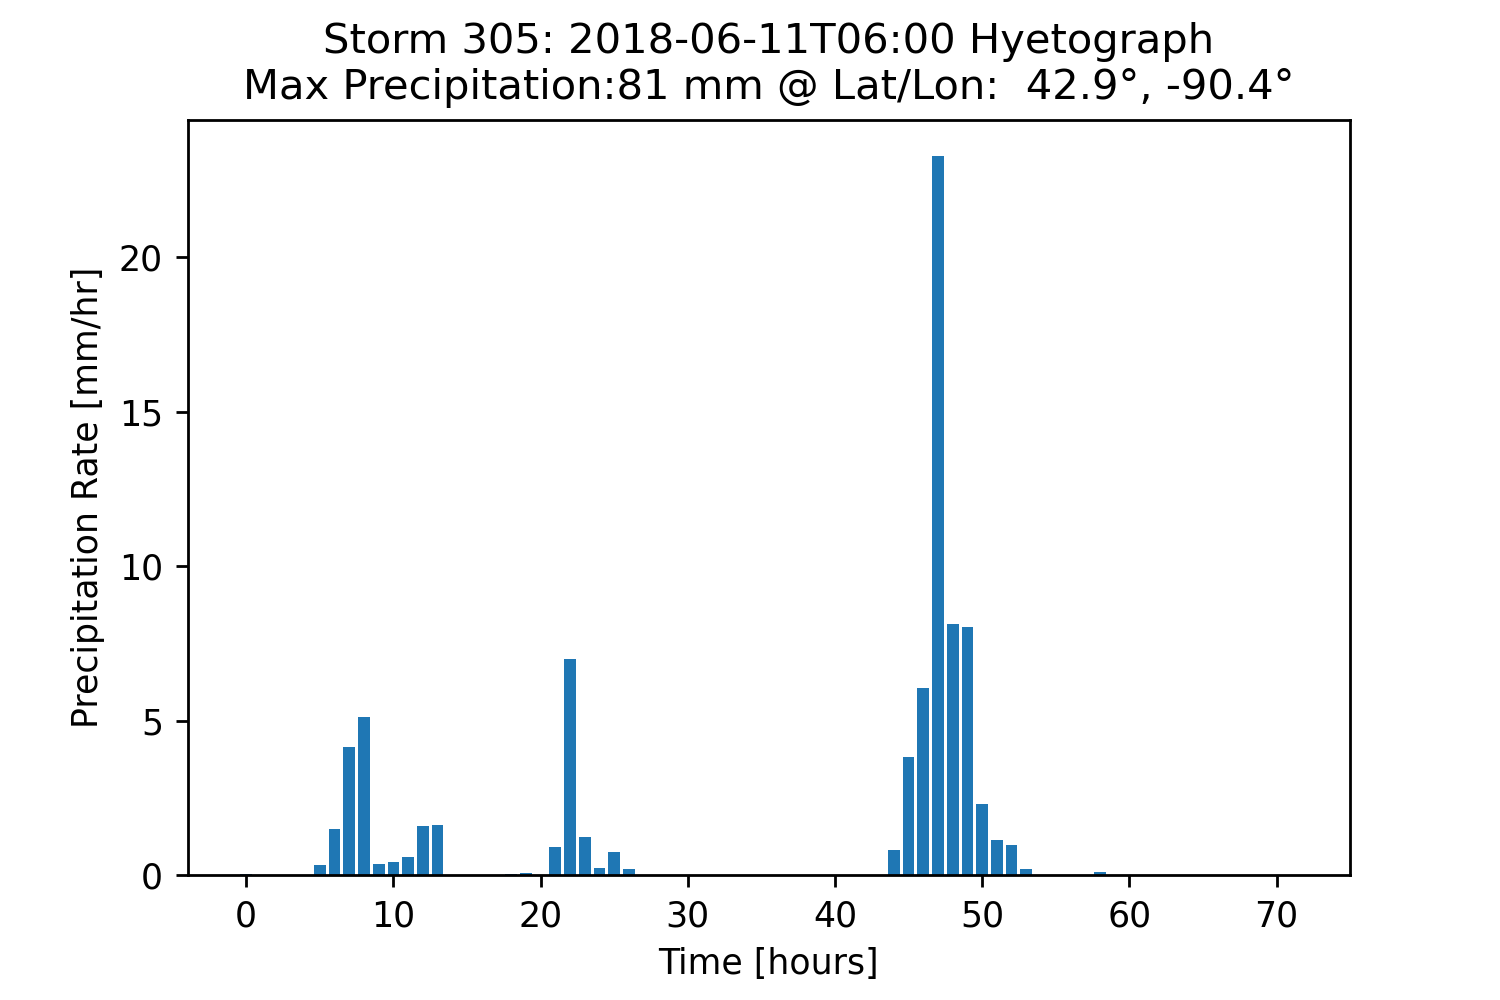 Storm 305: 2018-06-11T06:00 Hyetograph
Max Precipitation:81 mm @ Lat/Lon:  42.9°, -90.4°
Precipitation Rate [mm/hr]
20
15
10
5
0
0 10 20 30 40 50 60 70
Time [hours]